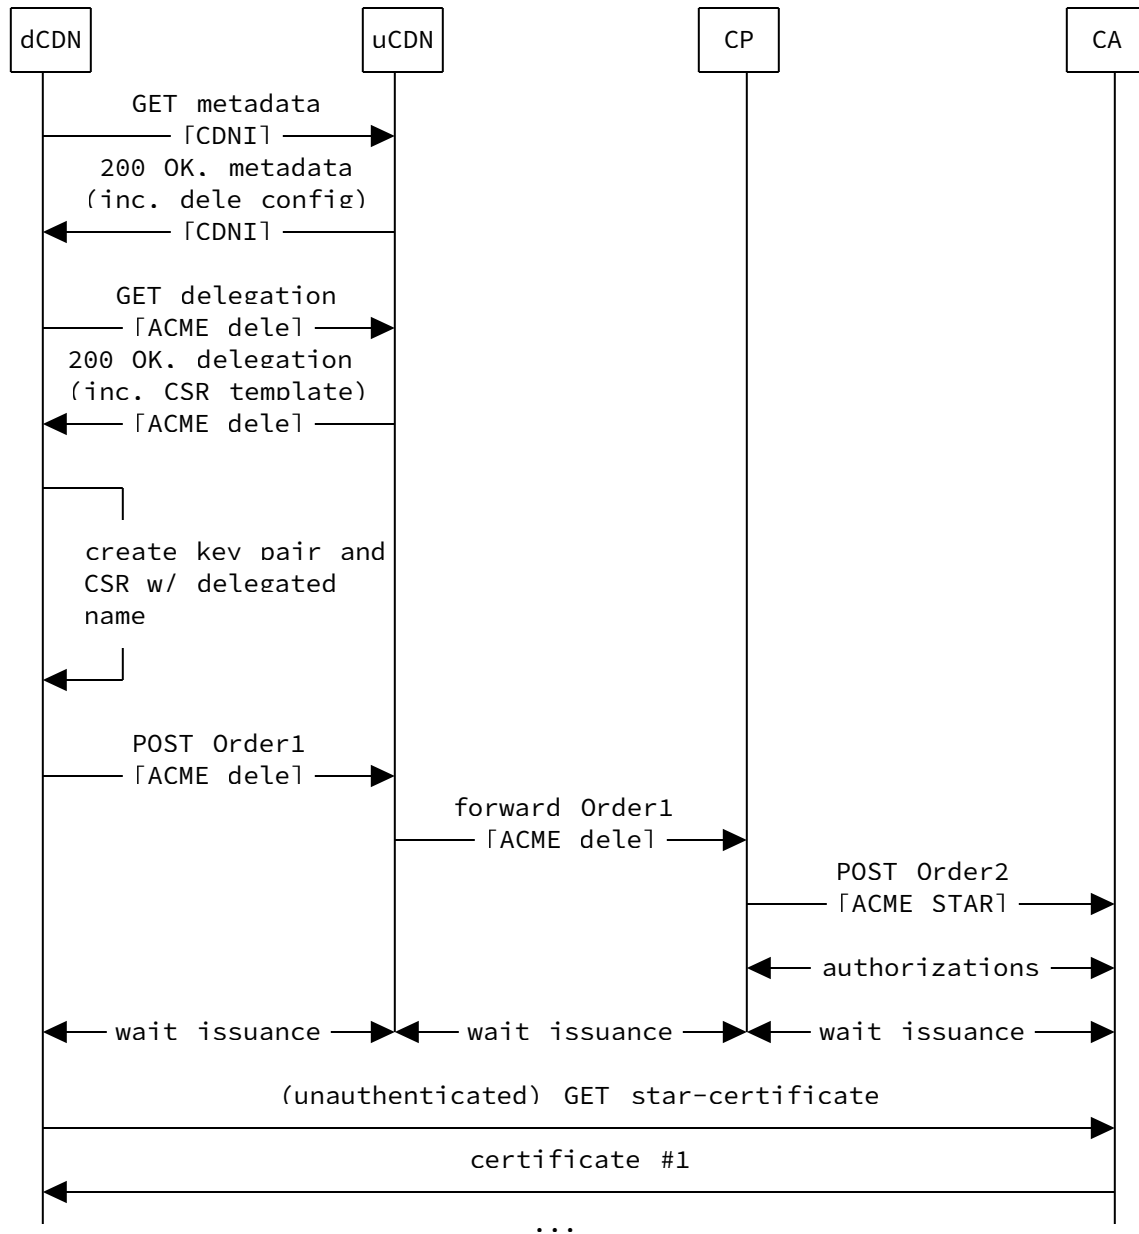 dCDN uCDN CP CA
GET metadata
[CDNI]
200 OK, metadata
(inc. dele config)
[CDNI]
GET delegation
[ACME dele]
200 OK, delegation
(inc. CSR template)
[ACME dele]
create key pair and
CSR w/ delegated
name
POST Order1
[ACME dele]
forward Order1
[ACME dele]
POST Order2
[ACME STAR]
authorizations
wait issuance wait issuance wait issuance
(unauthenticated) GET star-certificate
certificate #1
...